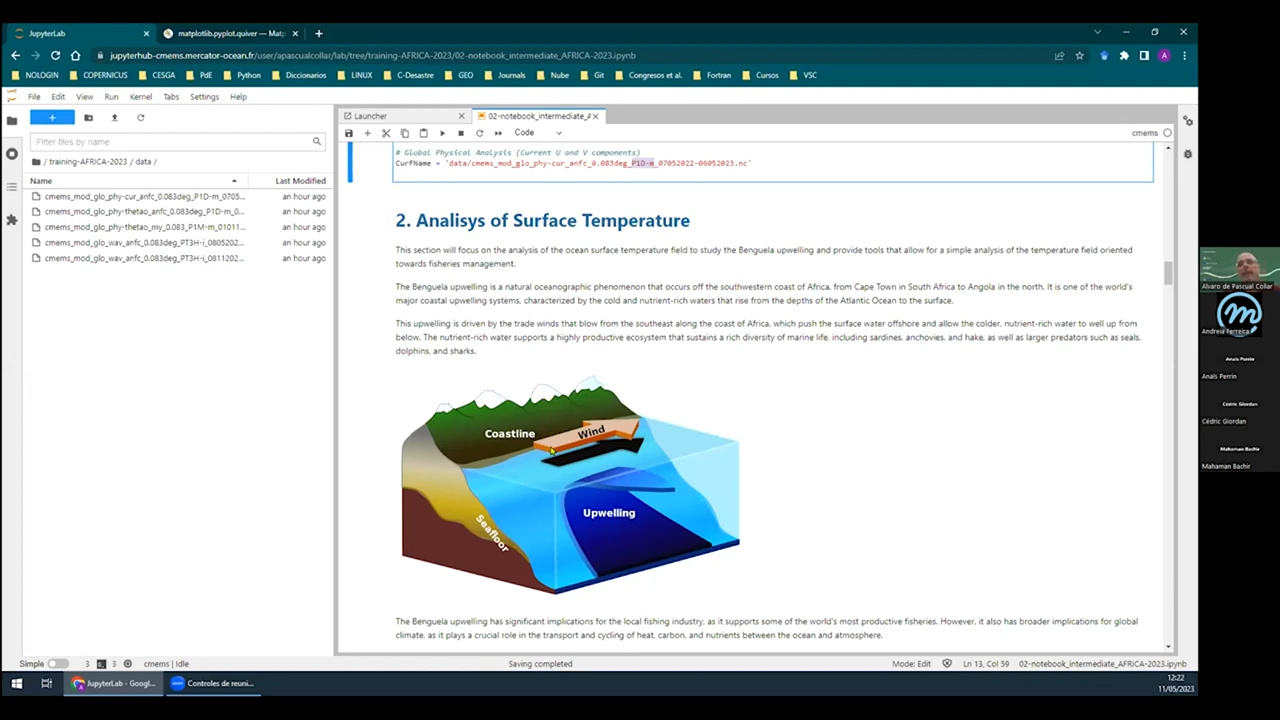 JupyterLab
matplotlib.pyplot.quiver — Mat
jupyterhub-cmems.mercator-ocean.fr/user/apascualcollar/lab/tree/training-AFRICA-2023/02-notebook_intermediate_AFRICA-2023.ipynb
A
NOLOGIN COPERNICUS CESGA PdE Python Diccionarios LINUX C-Desastre GEO Journals Nube Git Congresos et al. Fortran Cursos VSC
File Edit View Run Kernel Tabs Settings Help
Launcher
02-notebook_intermediate_A
Filter files by name
Code
cmems
/ training-AFRICA-2023 / data /
Name Last Modified
cmems_mod_glo_phy-cur_anfc_0.083deg_P1D-m_0705... an hour ago
cmems_mod_glo_phy-thetao_anfc_0.083deg_P1D-m_0... an hour ago
cmems_mod_glo_phy-thetao_my_0.083_P1M-m_01011... an hour ago
cmems_mod_glo_wav_anfc_0.083deg_PT3H-i_0805202... an hour ago
cmems_mod_glo_wav_anfc_0.083deg_PT3H-i_0811202... an hour ago
# Global Physical Analysis (Current U and V components)
CurFName = 'data/cmems_mod_glo_phy-cur_anfc_0.083deg_P1D-m_07052022-06052023.nc'
2. Analisys of Surface Temperature
This section will focus on the analysis of the ocean surface temperature field to study the Benguela upwelling and provide tools that allow for a simple analysis of the temperature field oriented
towards fisheries management.
The Benguela upwelling is a natural oceanographic phenomenon that occurs off the southwestern coast of Africa, from Cape Town in South Africa to Angola in the north. It is one of the world's
major coastal upwelling systems, characterized by the cold and nutrient-rich waters that rise from the depths of the Atlantic Ocean to the surface.
This upwelling is driven by the trade winds that blow from the southeast along the coast of Africa, which push the surface water offshore and allow the colder, nutrient-rich water to well up from
below. The nutrient-rich water supports a highly productive ecosystem that sustains a rich diversity of marine life, including sardines, anchovies, and hake, as well as larger predators such as seals,
dolphins, and sharks.
Coastline
Wind
Upwelling
Seafloor
The Benguela upwelling has significant implications for the local fishing industry, as it supports some of the world's most productive fisheries. However, it also has broader implications for global
climate, as it plays a crucial role in the transport and cycling of heat, carbon, and nutrients between the ocean and atmosphere.
Simple 3 3 cmems | Idle Saving completed Mode: Edit Ln 13, Col 59 02-notebook_intermediate_AFRICA-2023.ipynb
JupyterLab - Googl...
Controles de reuni...
12:22
11/05/2023
Alvaro de Pascual Collar
m
Andreia Ferreira
Anaïs Perrin
Anaïs Perrin
Cédric Giordan
Cédric Giordan
Mahaman Bachir
Mahaman Bachir